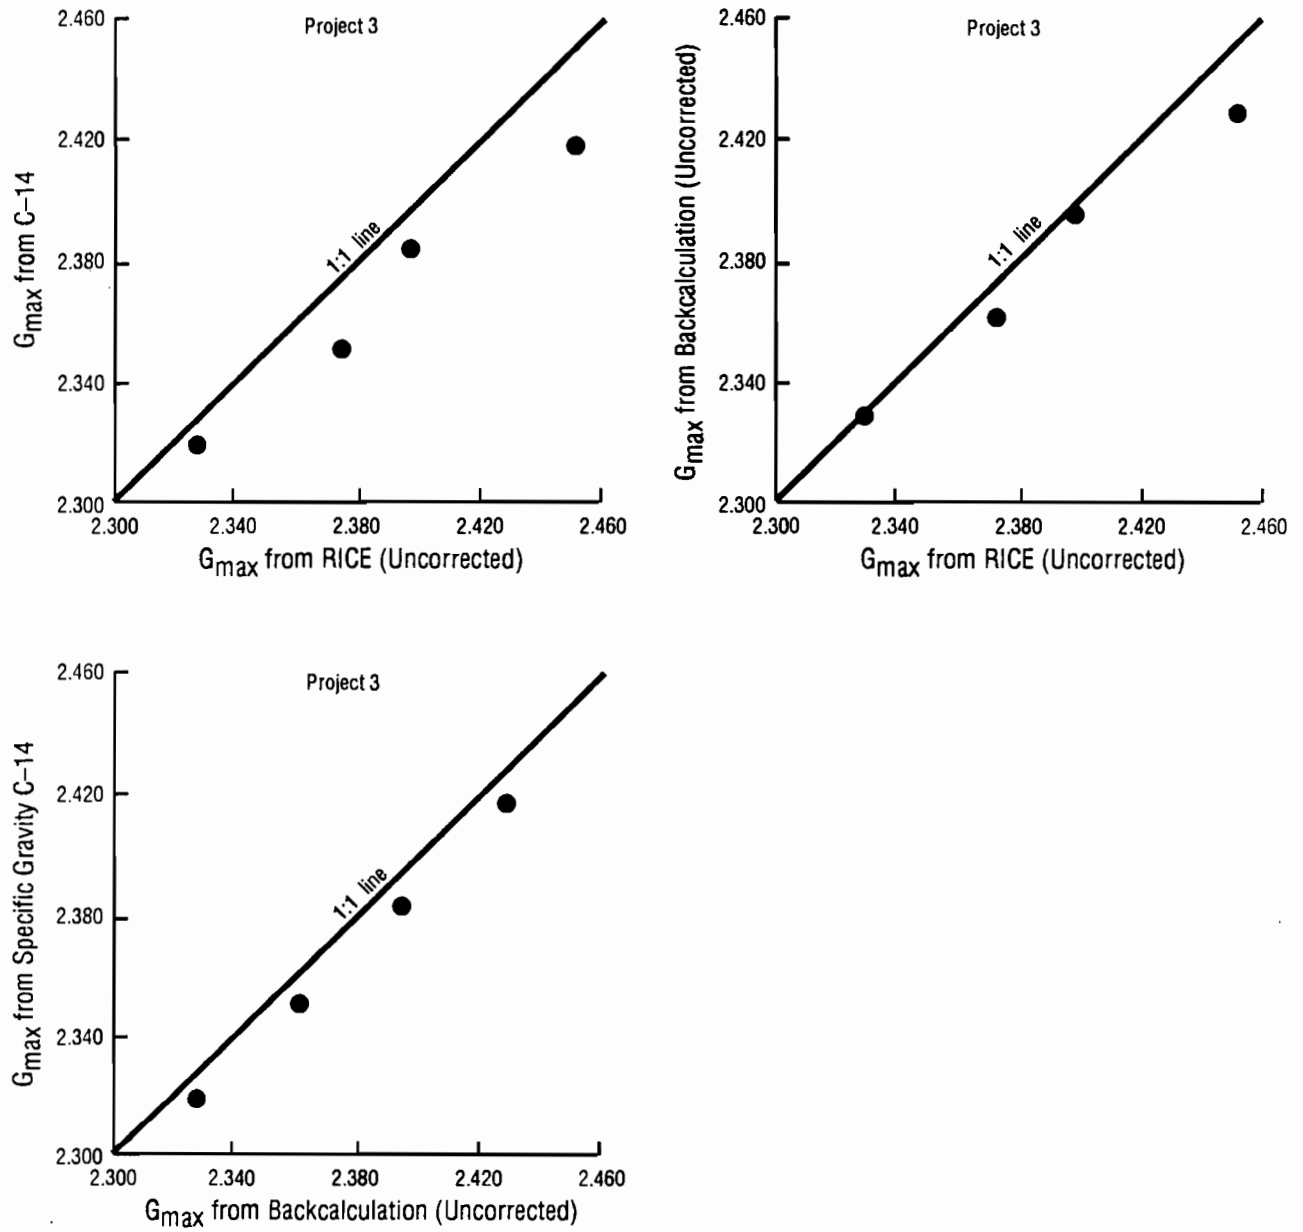 Project 3
2.460
2.420
2.380
2.340
2.300
Gmax from C-14
1:1 line
2.300 2.340 2.380 2.420 2.460
Gmax from RICE (Uncorrected)
Project 3
2.460
2.420
2.380
2.340
2.300
Gmax from Backcalculation (Uncorrected)
1:1 line
2.300 2.340 2.380 2.420 2.460
Gmax from RICE (Uncorrected)
Project 3
2.460
2.420
2.380
2.340
2.300
Gmax from Specific Gravity C-14
1:1 line
2.300 2.340 2.380 2.420 2.460
Gmax from Backcalculation (Uncorrected)